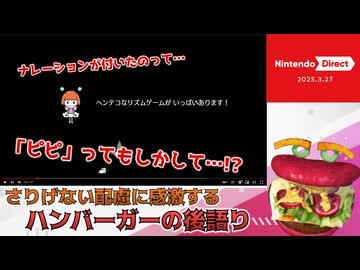 ナレーションが付いたのって…
Nintendo Direct
2025.3.27
ヘンテコなリズムゲームが いっぱいあります！
「ピピ」ってもしかして…!?
さりげない配慮に感激する
ハンバーガーの後語り